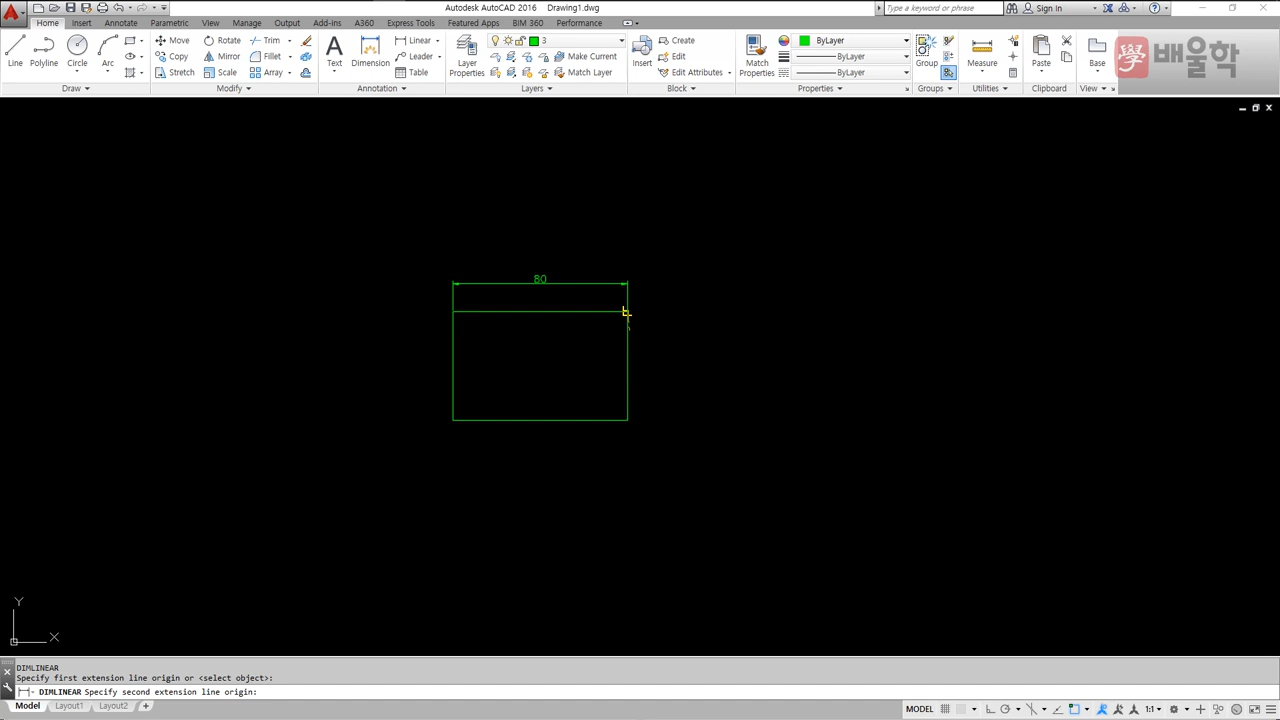 Autodesk AutoCAD 2016 Drawing1.dwg
Type a keyword or phrase
Sign In
Home Insert Annotate Parametric View Manage Output Add-ins A360 Express Tools Featured Apps BIM 360 Performance
Move Rotate Trim
Copy Mirror Fillet
Stretch Scale Array
Line Polyline Circle Arc
Text Dimension
Linear
Leader
Table
Layer Properties
3
Make Current
Match Layer
Insert
Create
Edit
Edit Attributes
Match Properties
ByLayer
ByLayer
ByLayer
Group
Measure
Paste
Base
學 배울학
Draw Modify Annotation Layers Block Properties Groups Utilities Clipboard View
80
Y
X
DIMLINEAR
Specify first extension line origin or <select object>:
DIMLINEAR Specify second extension line origin:
Model Layout1 Layout2 +
MODEL 1:1